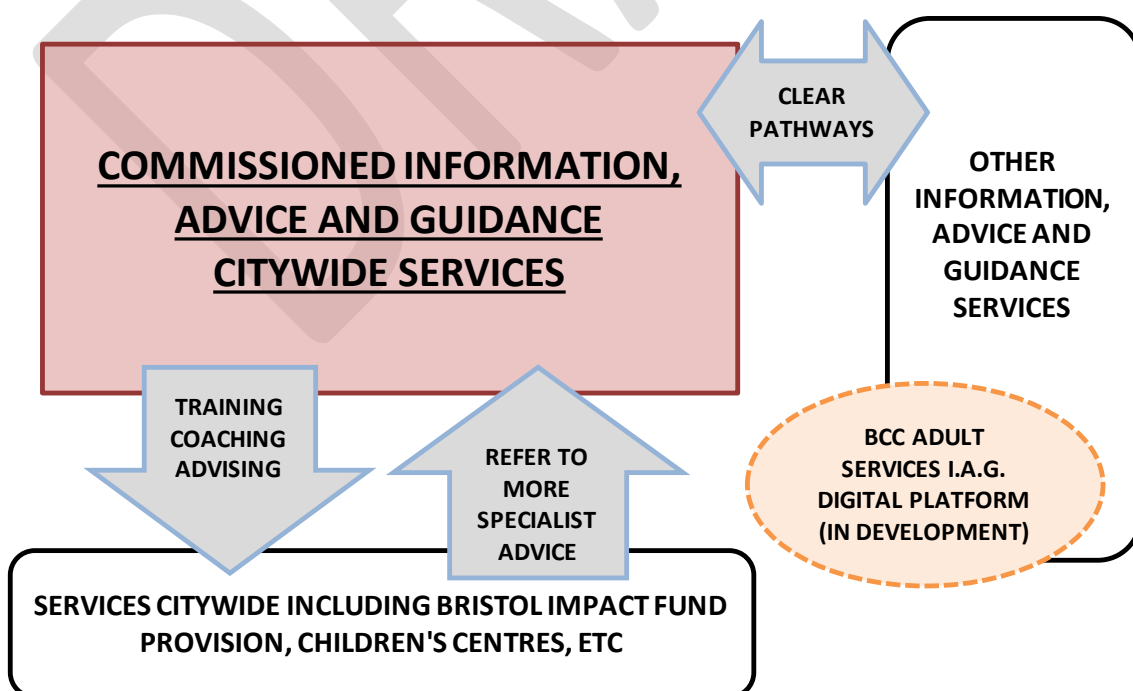 COMMISSIONED INFORMATION,
ADVICE AND GUIDANCE
CITYWIDE SERVICES
CLEAR
PATHWAYS
OTHER
INFORMATION,
ADVICE AND
GUIDANCE
SERVICES
TRAINING
COACHING
ADVISING
REFER TO
MORE
SPECIALIST
ADVICE
BCC ADULT
SERVICES I.A.G.
DIGITAL PLATFORM
(IN DEVELOPMENT)
SERVICES CITYWIDE INCLUDING BRISTOL IMPACT FUND
PROVISION, CHILDREN'S CENTRES, ETC